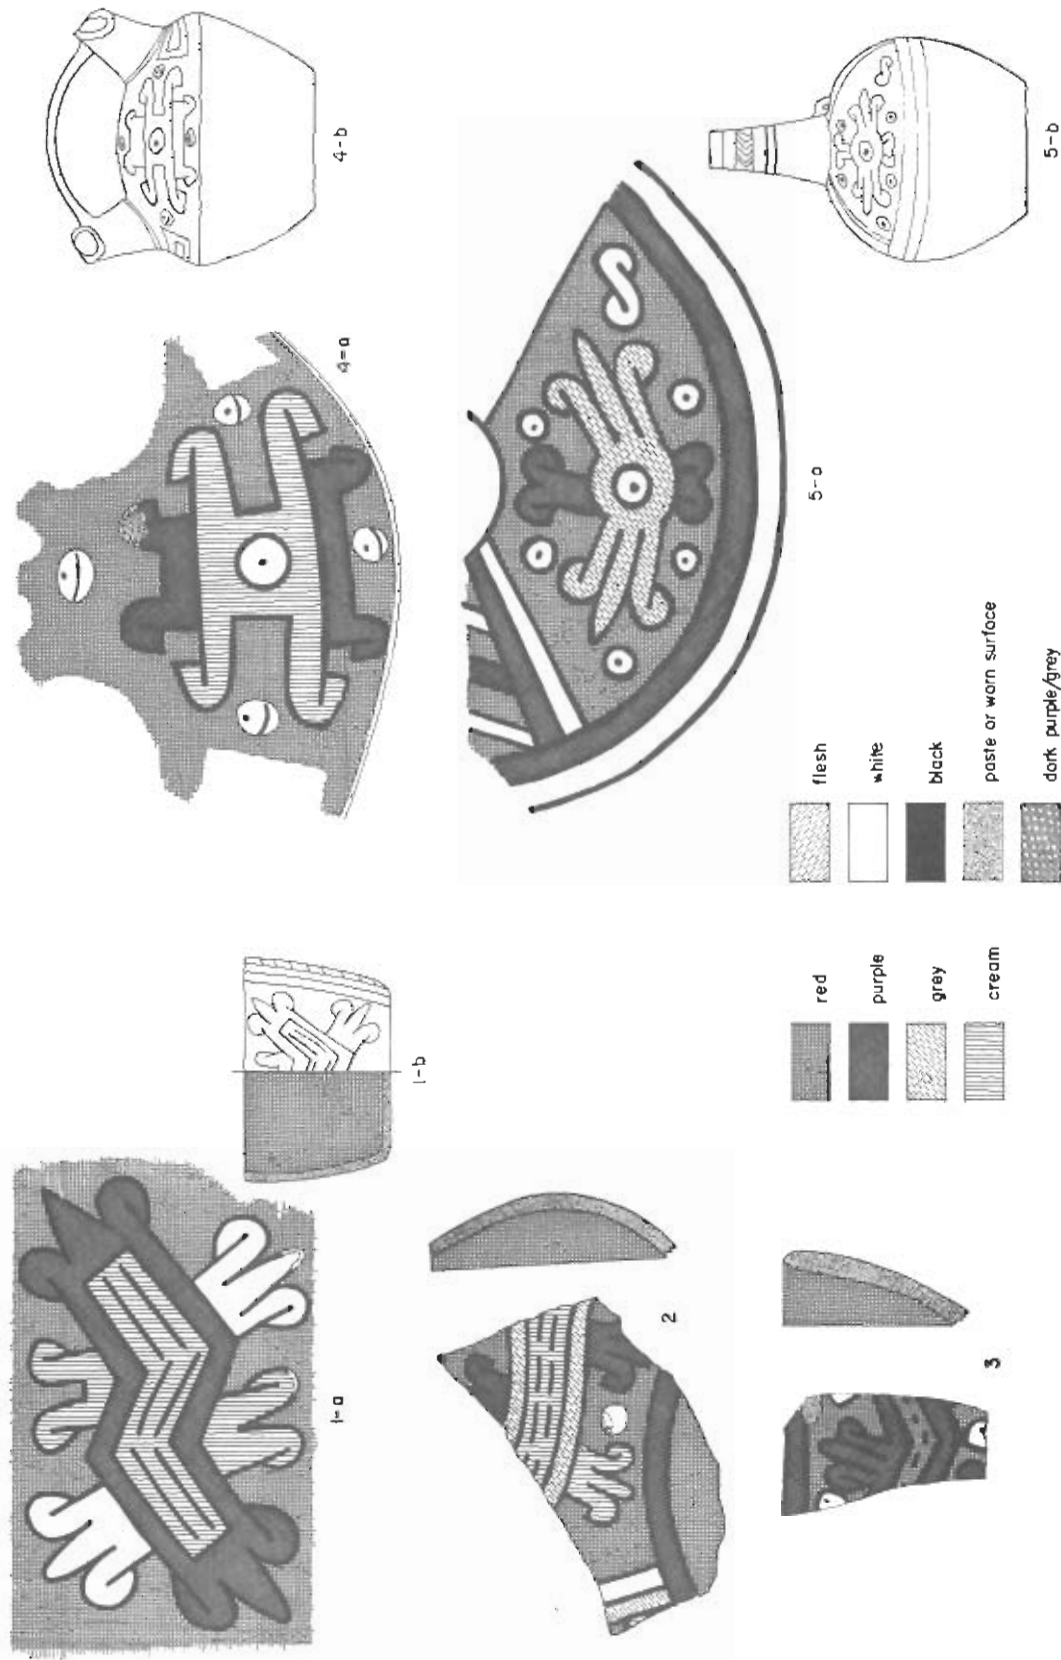 1-a
1-b
2
3
4-a
4-b
5-a
5-b
red
purple
grey
cream
flesh
white
black
paste or worn surface
dark purple/grey